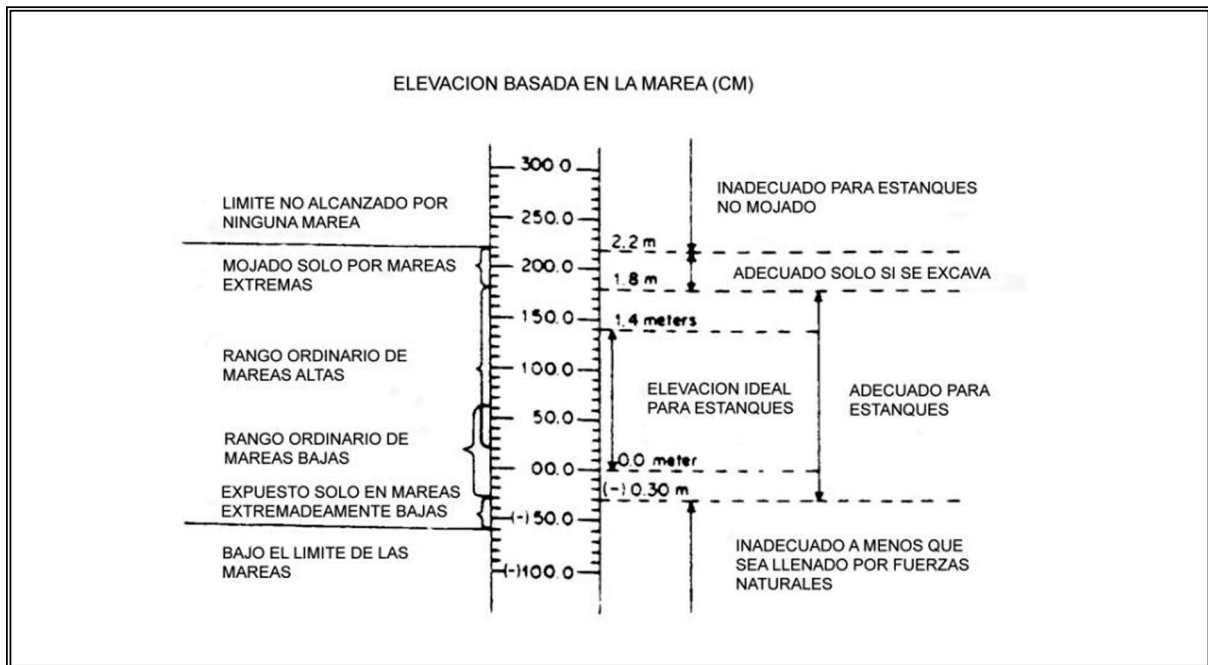 ELEVACION BASADA EN LA MAREA (CM)
LIMITE NO ALCANZADO POR
NINGUNA MAREA
MOJADO SOLO POR MAREAS
EXTREMAS
RANGO ORDINARIO DE
MAREAS ALTAS
RANGO ORDINARIO DE
MAREAS BAJAS
EXPUESTO SOLO EN MAREAS
EXTREMADEAMENTE BAJAS
BAJO EL LIMITE DE LAS
MAREAS
300.0
250.0
200.0
150.0
100.0
50.0
00.0
(-)50.0
(-)100.0
2.2 m
1.8 m
1.4 meters
0.0 meter
(-)0.30 m
ELEVACION IDEAL
PARA ESTANQUES
INADECUADO PARA ESTANQUES
NO MOJADO
ADECUADO SOLO SI SE EXCAVA
ADECUADO PARA
ESTANQUES
INADECUADO A MENOS QUE
SEA LLENADO POR FUERZAS
NATURALES